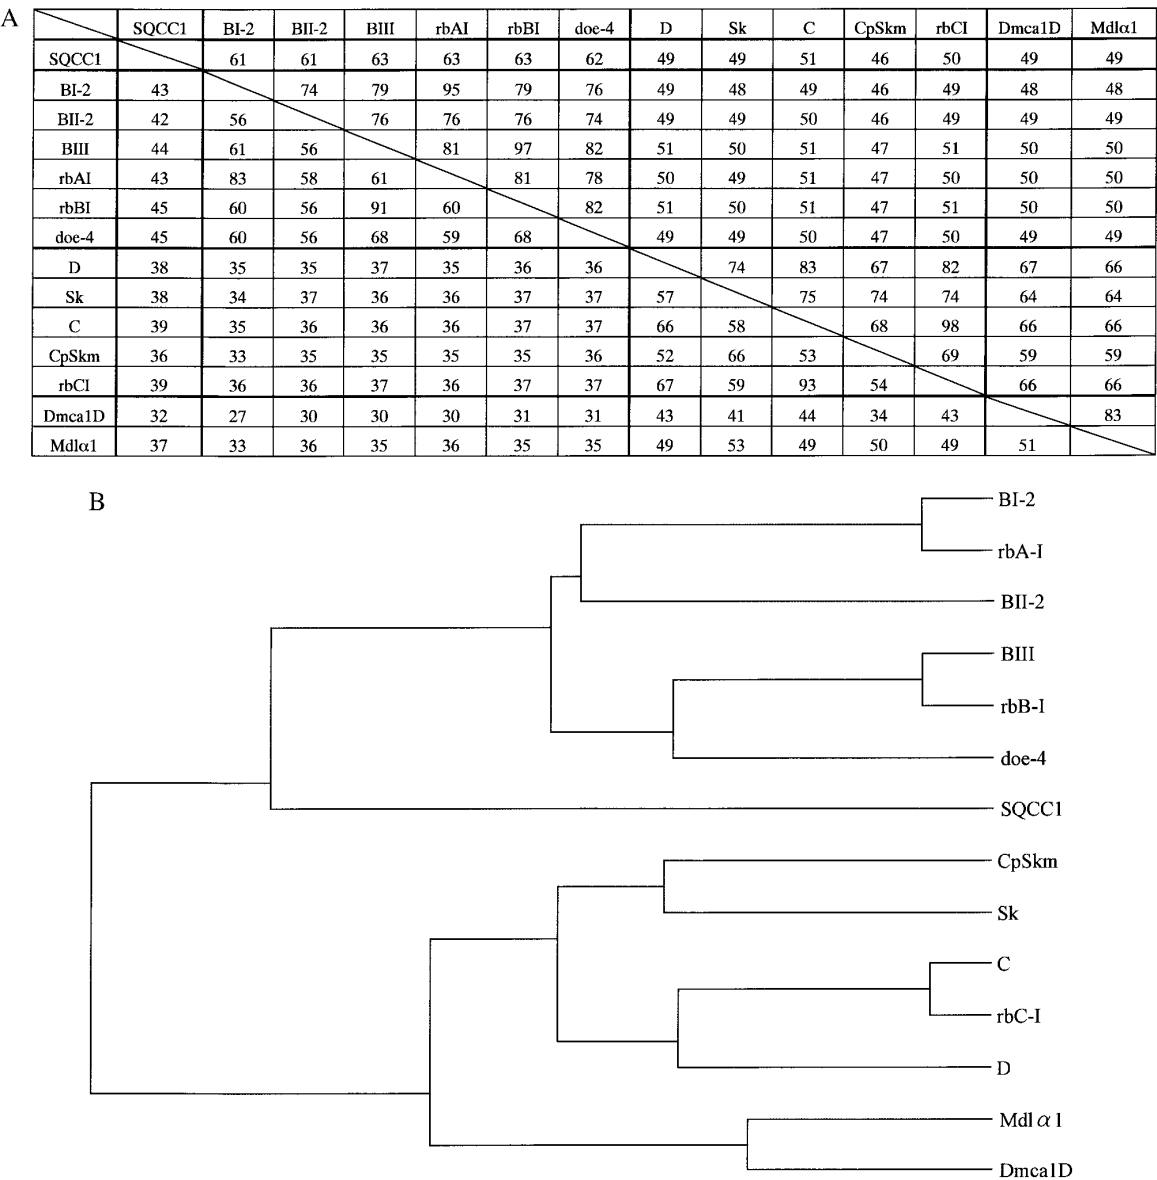 A
SQCC1 BI-2 BII-2 BIII rbAI rbBI doe-4 D Sk C CpSkm rbCI Dmca1D Mdlα1
SQCC1 61 61 63 63 63 62 49 49 51 46 50 49 49
BI-2 43 74 79 95 79 76 49 48 49 46 49 48 48
BII-2 42 56 76 76 76 74 49 49 50 46 49 49 49
BIII 44 61 56 81 97 82 51 50 51 47 51 50 50
rbAI 43 83 58 61 81 78 50 49 51 47 50 50 50
rbBI 45 60 56 91 60 82 51 50 51 47 51 50 50
doe-4 45 60 56 68 59 68 49 49 50 47 50 49 49
D 38 35 35 37 35 36 36 74 83 67 82 67 66
Sk 38 34 37 36 36 37 37 57 75 74 74 64 64
C 39 35 36 36 36 37 37 66 58 68 98 66 66
CpSkm 36 33 35 35 35 35 36 52 66 53 69 59 59
rbCI 39 36 36 37 36 37 37 67 59 93 54 66 66
Dmca1D 32 27 30 30 30 31 31 43 41 44 34 43 83
Mdlα1 37 33 36 35 36 35 35 49 53 49 50 49 51
B
BI-2
rbA-I
BII-2
BIII
rbB-I
doe-4
SQCC1
CpSkm
Sk
C
rbC-I
D
Mdlα1
Dmca1D